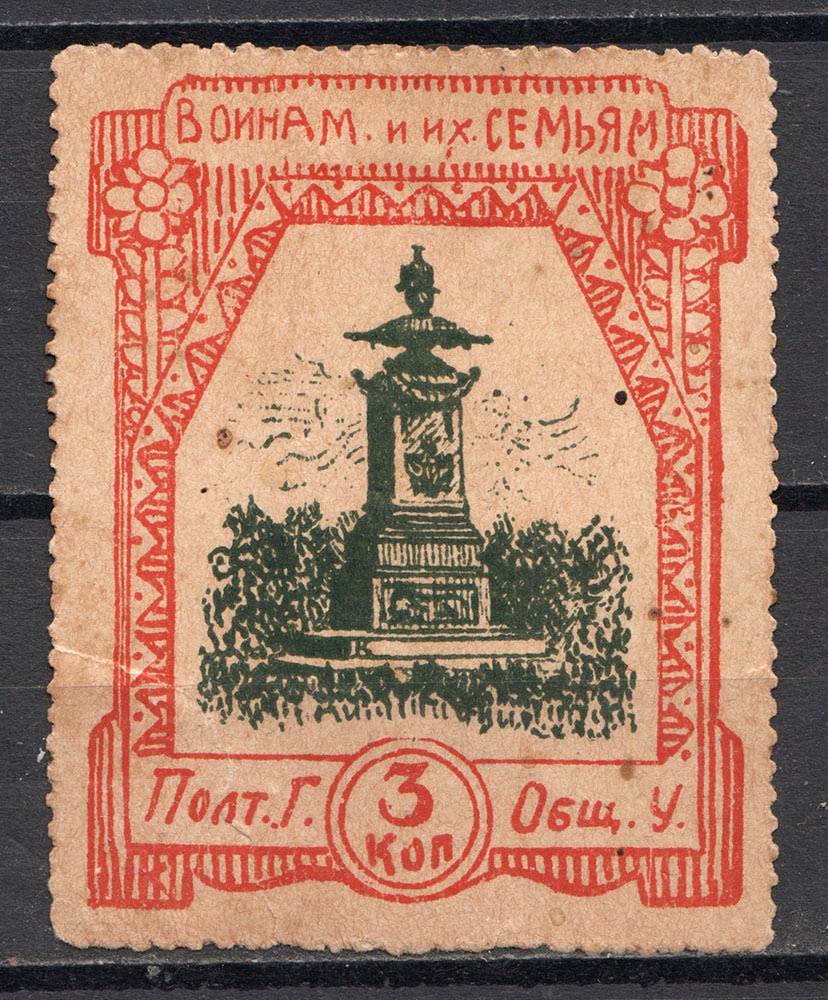 ВОИНАМ. И ИХ. СЕМЬЯМ
Полт. Г. 3 Общ. У.
коп